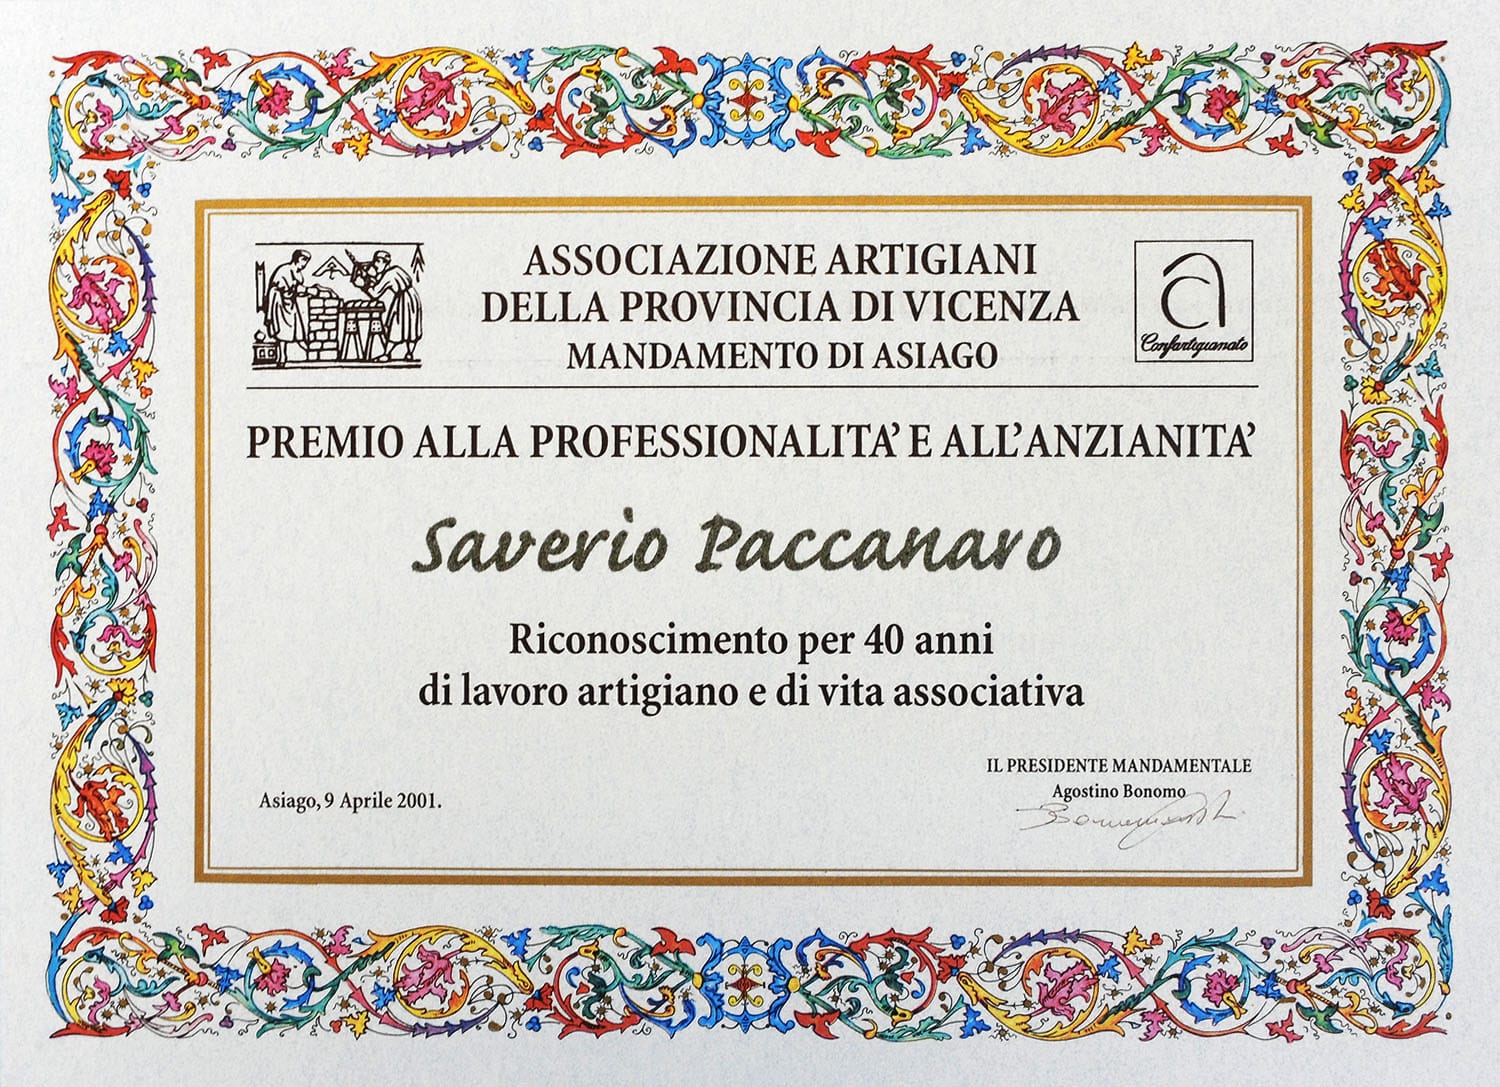 ASSOCIAZIONE ARTIGIANI
DELLA PROVINCIA DI VICENZA
MANDAMENTO DI ASIAGO
Confartigianato
PREMIO ALLA PROFESSIONALITA' E ALL'ANZIANITA'
Saverio Paccanaro
Riconoscimento per 40 anni
di lavoro artigiano e di vita associativa
IL PRESIDENTE MANDAMENTALE
Agostino Bonomo
Asiago, 9 Aprile 2001.